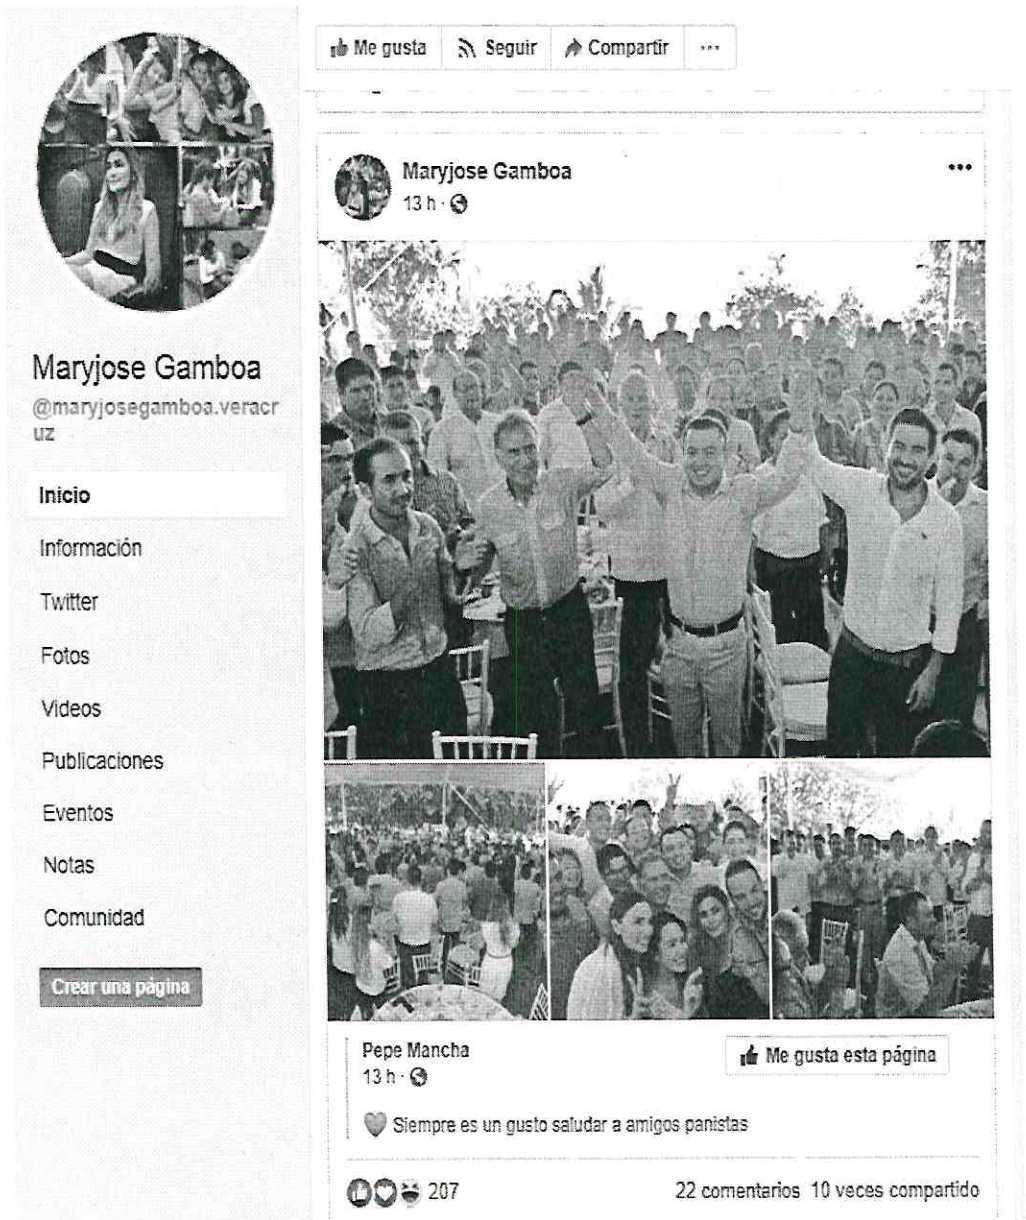 Me gusta
Seguir
Compartir
...
Maryjose Gamboa
@maryjosegamboa.veracr
uz
Inicio
Información
Twitter
Fotos
Videos
Publicaciones
Eventos
Notas
Comunidad
Crear una página
Maryjose Gamboa
13 h ·
Pepe Mancha
13 h ·
Me gusta esta página
Siempre es un gusto saludar a amigos panistas
207
22 comentarios 10 veces compartido